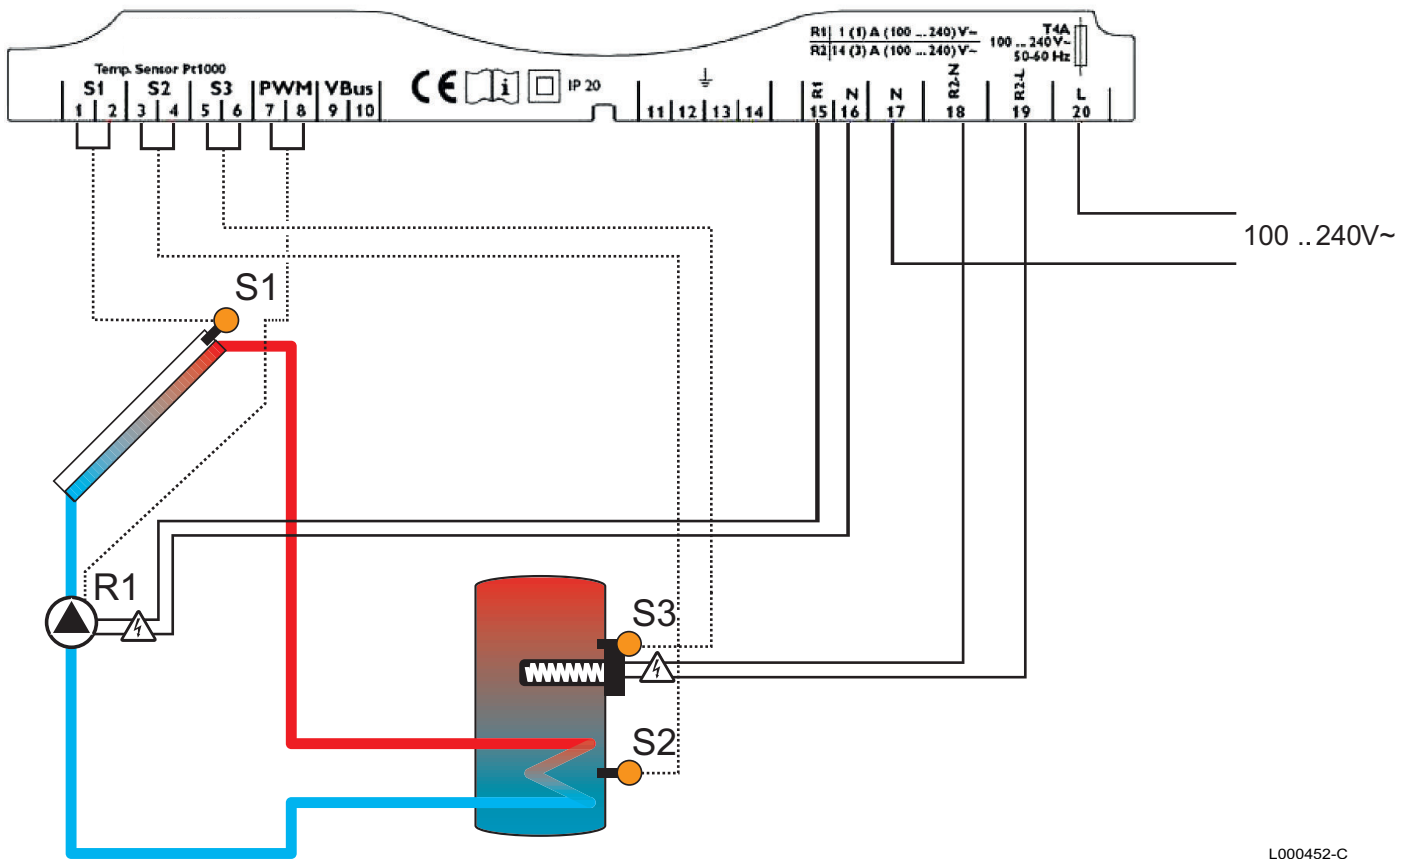 R1 1 (1) A (100 ... 240) V~
R2 14 (3) A (100 ... 240) V~
T4A
100 ... 240V~
50-60 Hz
Temp. Sensor Pt1000
S1 S2 S3 PWM VBus
CE i IP 20
R1 N N R2-N R2-L L
1 2 3 4 5 6 7 8 9 10 11 12 13 14 15 16 17 18 19 20
100 .. 240V~
S1
R1
S3
S2
L000452-C